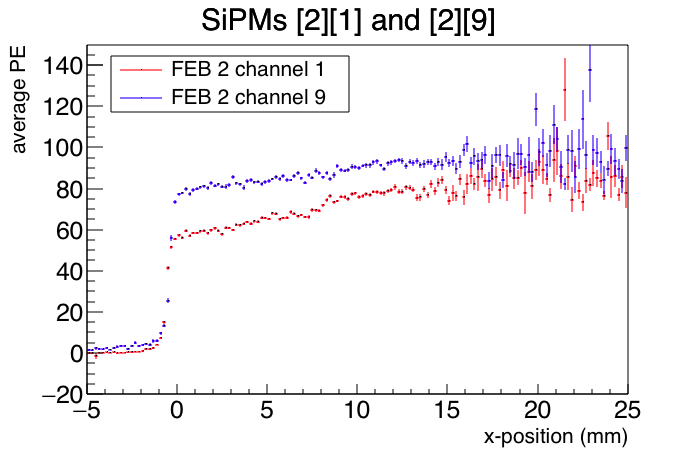 SiPMs [2][1] and [2][9]
average PE
FEB 2 channel 1
FEB 2 channel 9
140
120
100
80
60
40
20
0
−20
−5 0 5 10 15 20 25
x-position (mm)